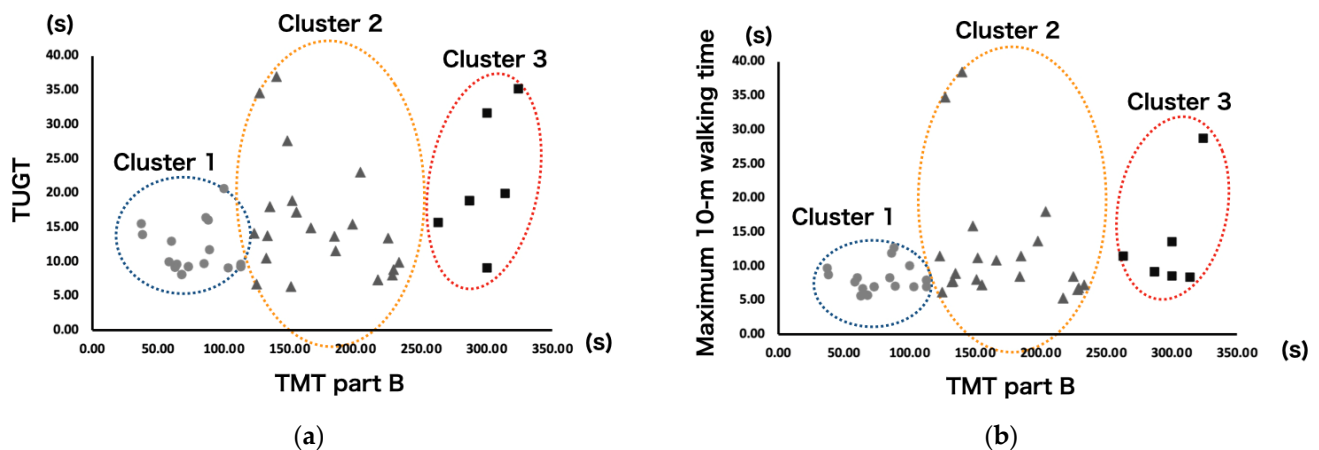 (s)
Cluster 2
Cluster 3
Cluster 1
TUGT
40.00
35.00
30.00
25.00
20.00
15.00
10.00
5.00
0.00
0.00 50.00 100.00 150.00 200.00 250.00 300.00 350.00 (s)
TMT part B
(a)
(s)
Cluster 2
Cluster 3
Cluster 1
Maximum 10-m walking time
40.00
35.00
30.00
25.00
20.00
15.00
10.00
5.00
0.00
0.00 50.00 100.00 150.00 200.00 250.00 300.00 350.00 (s)
TMT part B
(b)